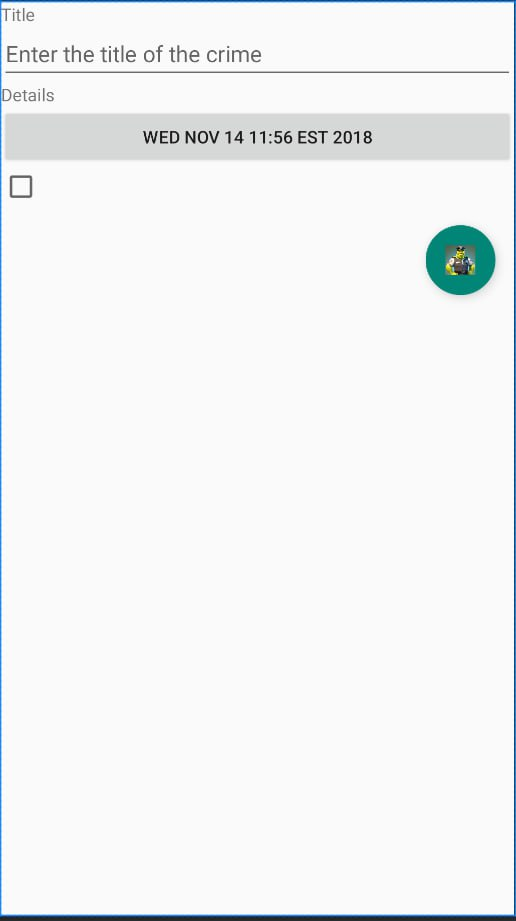 Title
Enter the title of the crime
Details
WED NOV 14 11:56 EST 2018